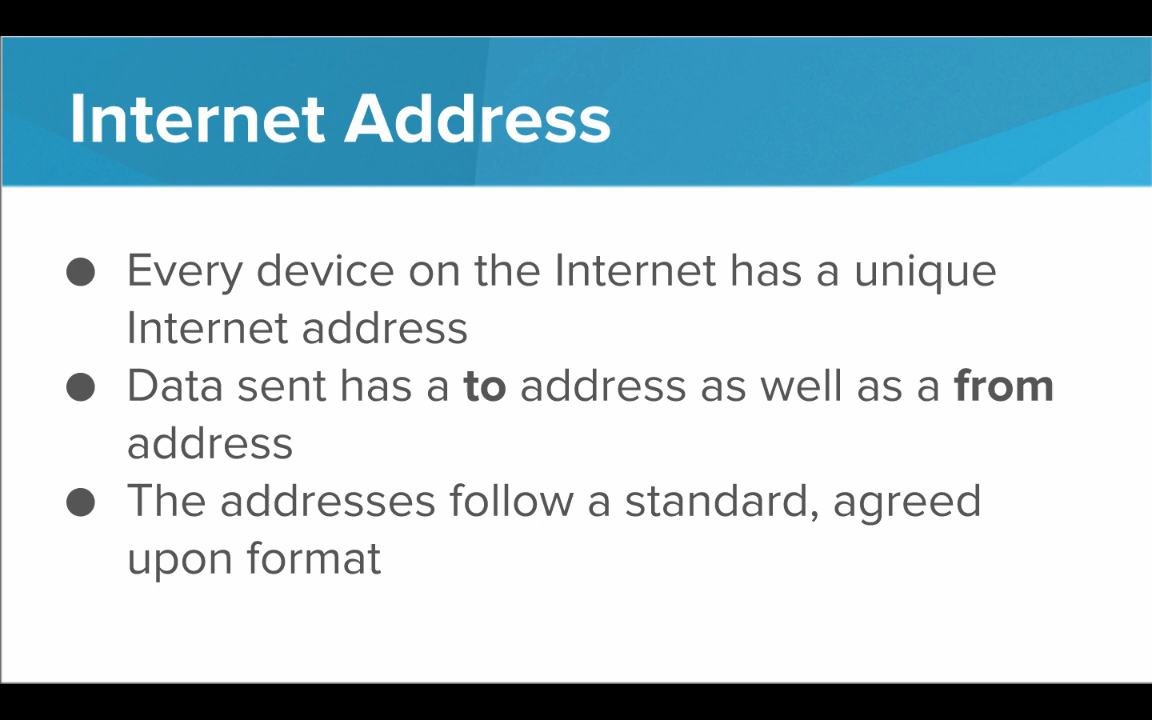 Internet Address
● Every device on the Internet has a unique
Internet address
● Data sent has a to address as well as a from
address
● The addresses follow a standard, agreed
upon format